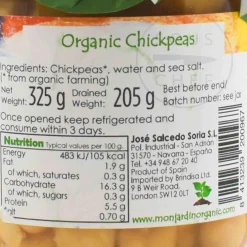 Organic Chickpeas
Ingredients: Chickpeas*, water and sea salt.
(* from organic farming)
Net Weight: 325 g Drained Weight: 205 g
Best before end/
Batch number: see jar
Once opened keep refrigerated and
consume within 3 days.
Nutrition Typical values per 100 g.
Energy 483 kJ/105 kcal
Fat 1.9 g
of which, saturates 0.3 g
Carbohydrate 16.3 g
of which, sugars 0.3 g
Protein 5.5
Salt 0.70 g
José Salcedo Soria S.L
Pol. Industrial - San Adrián
31570 - Navarra - España
Tel. +34 948 67 20 40
Product of Spain
Imported by Brindisa Ltd.
9 B Weir Road,
London SW12 0LT
www.monjardinorganic.com